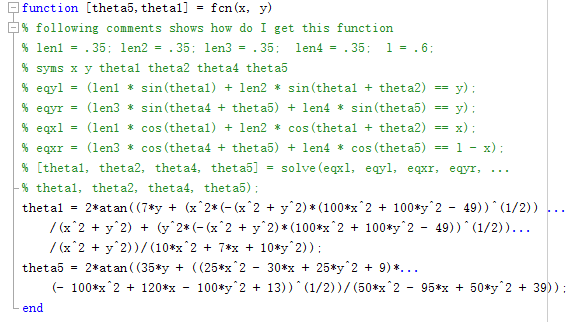 function [theta5,theta1] = fcn(x, y)
% following comments shows how do I get this function
% len1 = .35; len2 = .35; len3 = .35;  len4 = .35;  l = .6;
% syms x y theta1 theta2 theta4 theta5
% eqyl = (len1 * sin(theta1) + len2 * sin(theta1 + theta2) == y);
% eqyr = (len3 * sin(theta4 + theta5) + len4 * sin(theta5) == y);
% eqxl = (len1 * cos(theta1) + len2 * cos(theta1 + theta2) == x);
% eqxr = (len3 * cos(theta4 + theta5) + len4 * cos(theta5) == l - x);
% [theta1, theta2, theta4, theta5] = solve(eqxl, eqyl, eqxr, eqyr, ...
% theta1, theta2, theta4, theta5);
theta1 = 2*atan((7*y + (x^2*(-(x^2 + y^2)*(100*x^2 + 100*y^2 - 49))^(1/2)) ...
/(x^2 + y^2) + (y^2*(-(x^2 + y^2)*(100*x^2 + 100*y^2 - 49))^(1/2))...
/(x^2 + y^2))/(10*x^2 + 7*x + 10*y^2));
theta5 = 2*atan((35*y + ((25*x^2 - 30*x + 25*y^2 + 9)*...
(- 100*x^2 + 120*x - 100*y^2 + 13))^(1/2))/(50*x^2 - 95*x + 50*y^2 + 39));
end